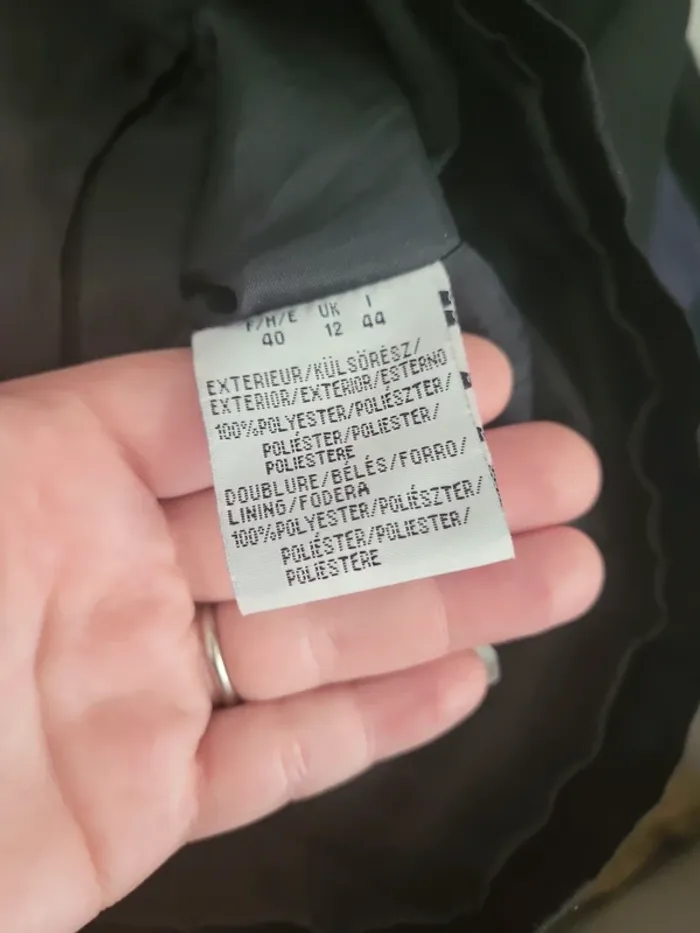 F/H/E UK I
40 12 44
EXTERIEUR/KÜLSÖRÉSZ/
EXTERIOR/EXTERIOR/ESTERNO
100%POLYESTER/POLIÉSZTER/
POLIÉSTER/POLIESTER/
POLIESTERE
DOUBLURE/BÉLÉS/FORRO/
LINING/FODERA
100%POLYESTER/POLIÉSZTER/
POLIÉSTER/POLIESTER/
POLIESTERE